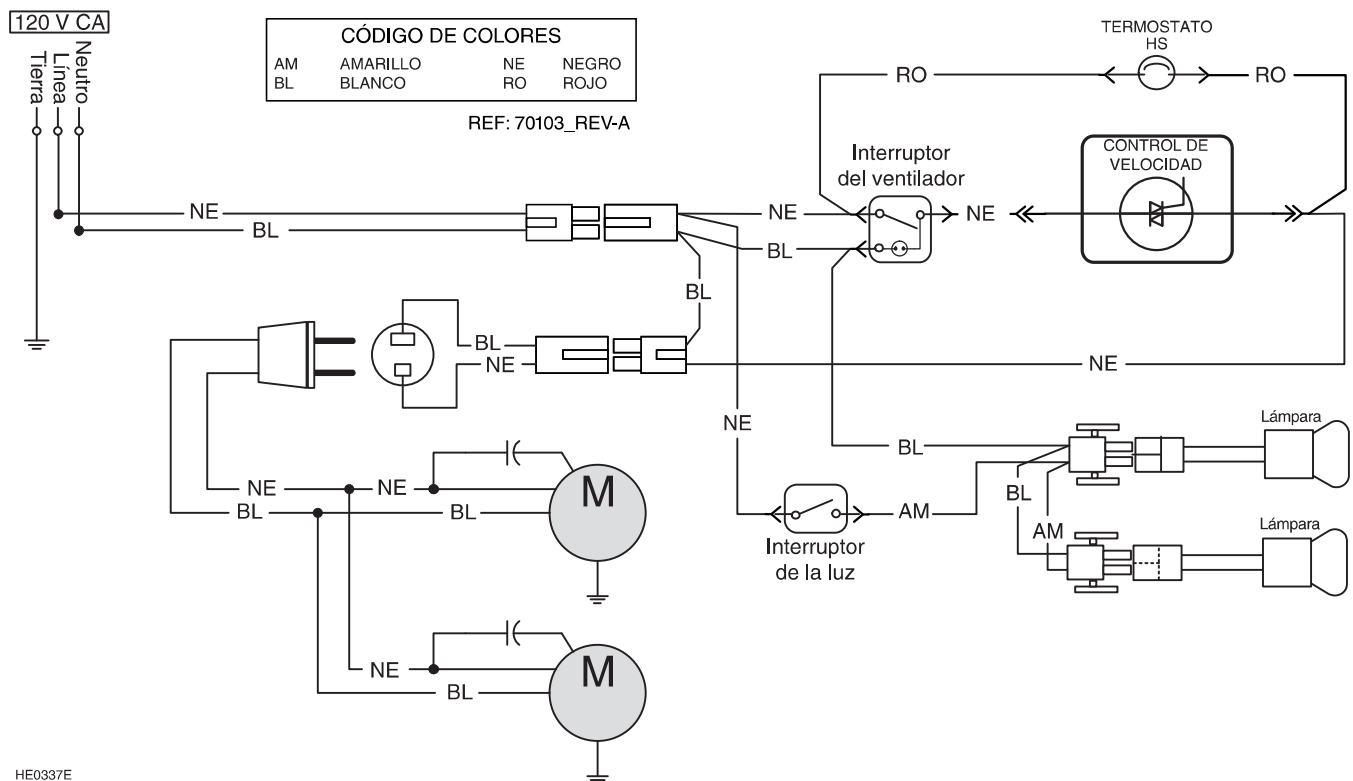 120 V CA
Neutro
Línea
Tierra
CÓDIGO DE COLORES
AM AMARILLO NE NEGRO
BL BLANCO RO ROJO
REF: 70103_REV-A
TERMOSTATO
HS
RO
RO
CONTROL DE
VELOCIDAD
Interruptor
del ventilador
NE
BL
NE
BL
NE
BL
BL
NE
NE
NE
BL
AM
BL
AM
Lámpara
Lámpara
Interruptor
de la luz
NE
NE
BL
BL
M
NE
BL
M
HE0337E